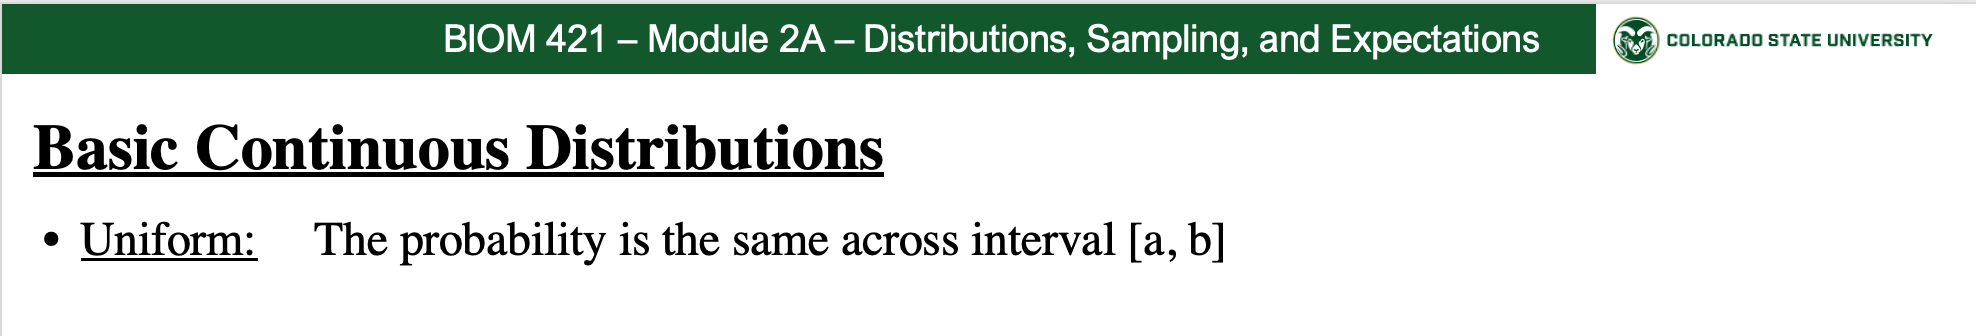 BIOM 421 – Module 2A – Distributions, Sampling, and Expectations
COLORADO STATE UNIVERSITY
Basic Continuous Distributions
• Uniform: The probability is the same across interval [a, b]